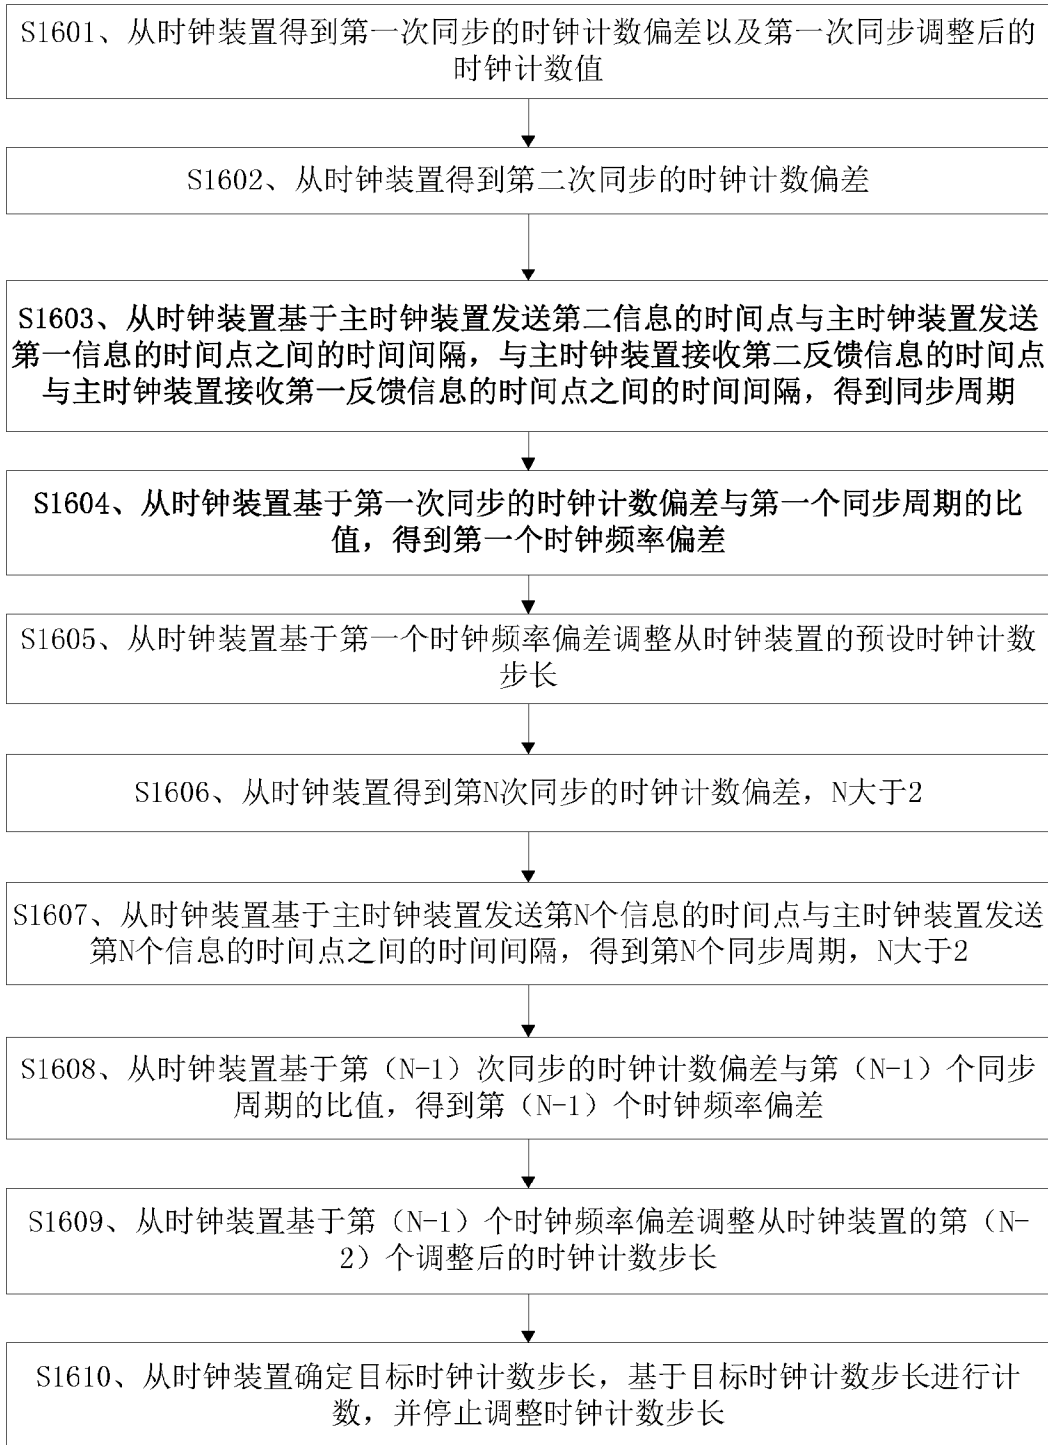 S1601、从时钟装置得到第一次同步的时钟计数偏差以及第一次同步调整后的
时钟计数值
S1602、从时钟装置得到第二次同步的时钟计数偏差
S1603、从时钟装置基于主时钟装置发送第二信息的时间点与主时钟装置发送
第一信息的时间点之间的时间间隔，与主时钟装置接收第二反馈信息的时间点
与主时钟装置接收第一反馈信息的时间点之间的时间间隔，得到同步周期
S1604、从时钟装置基于第一次同步的时钟计数偏差与第一个同步周期的比
值，得到第一个时钟频率偏差
S1605、从时钟装置基于第一个时钟频率偏差调整从时钟装置的预设时钟计数
步长
S1606、从时钟装置得到第N次同步的时钟计数偏差，N大于2
S1607、从时钟装置基于主时钟装置发送第N个信息的时间点与主时钟装置发送
第N个信息的时间点之间的时间间隔，得到第N个同步周期，N大于2
S1608、从时钟装置基于第（N-1）次同步的时钟计数偏差与第（N-1）个同步
周期的比值，得到第（N-1）个时钟频率偏差
S1609、从时钟装置基于第（N-1）个时钟频率偏差调整从时钟装置的第（N-
2）个调整后的时钟计数步长
S1610、从时钟装置确定目标时钟计数步长，基于目标时钟计数步长进行计
数，并停止调整时钟计数步长